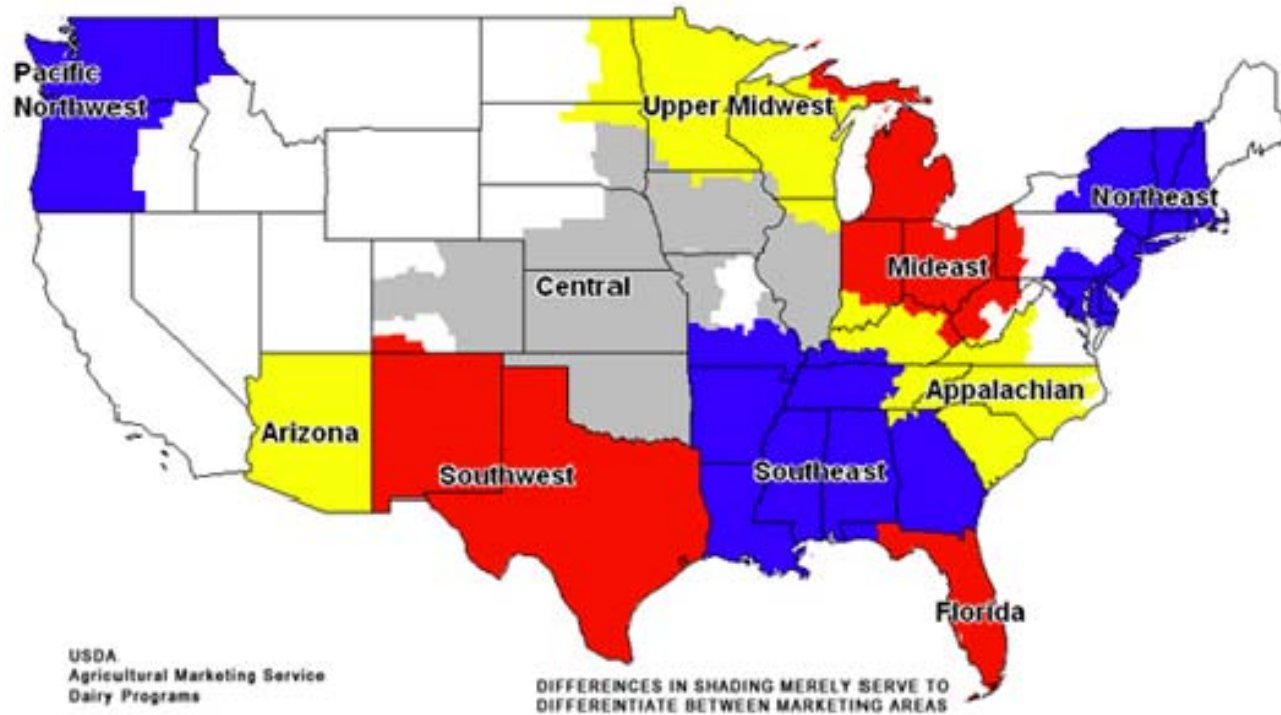 Pacific
Northwest
Upper Midwest
Northeast
Mideast
Central
Appalachian
Arizona
Southwest
Southeast
Florida
USDA
Agricultural Marketing Service
Dairy Programs
DIFFERENCES IN SHADING MERELY SERVE TO
DIFFERENTIATE BETWEEN MARKETING AREAS